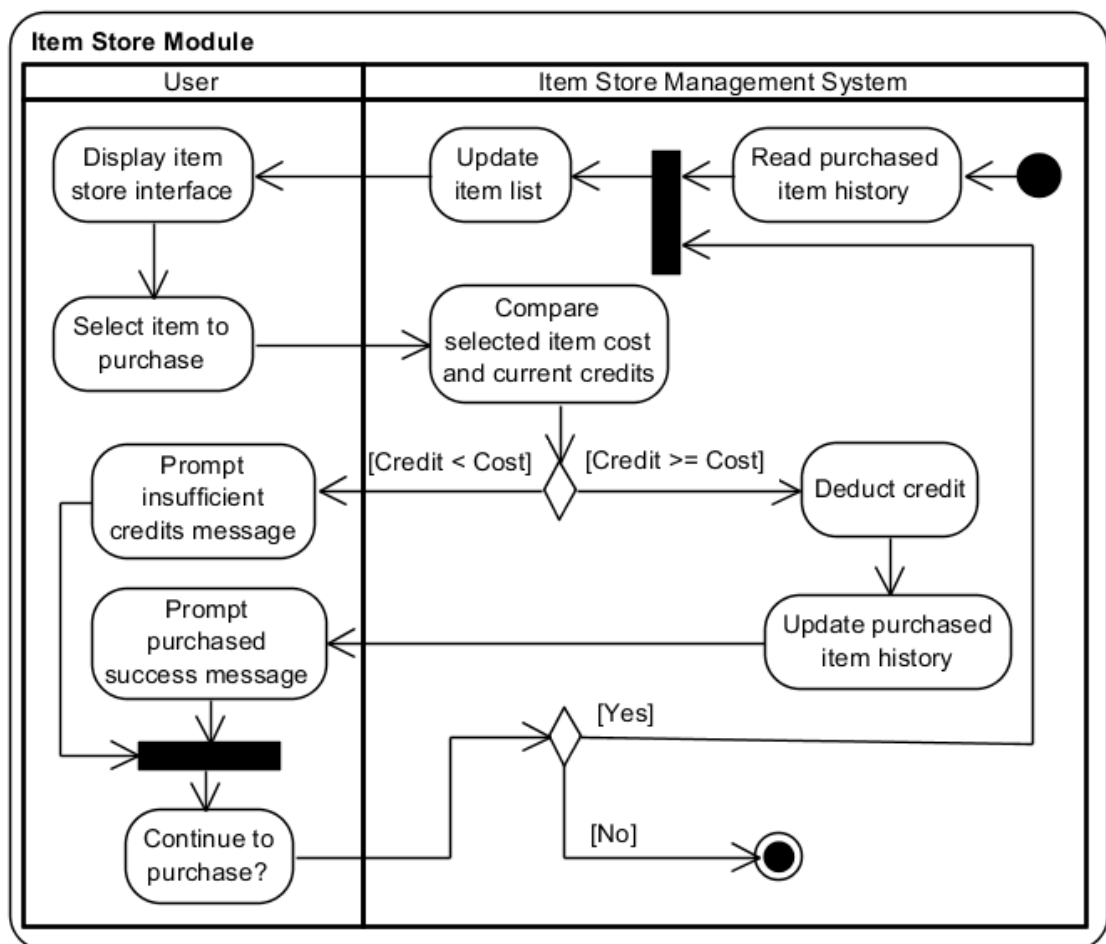 Item Store Module
User
Item Store Management System
Display item
store interface
Update
item list
Read purchased
item history
Select item to
purchase
Compare
selected item cost
and current credits
[Credit < Cost]
[Credit >= Cost]
Prompt
insufficient
credits message
Deduct credit
Prompt
purchased
success message
Update purchased
item history
[Yes]
Continue to
purchase?
[No]